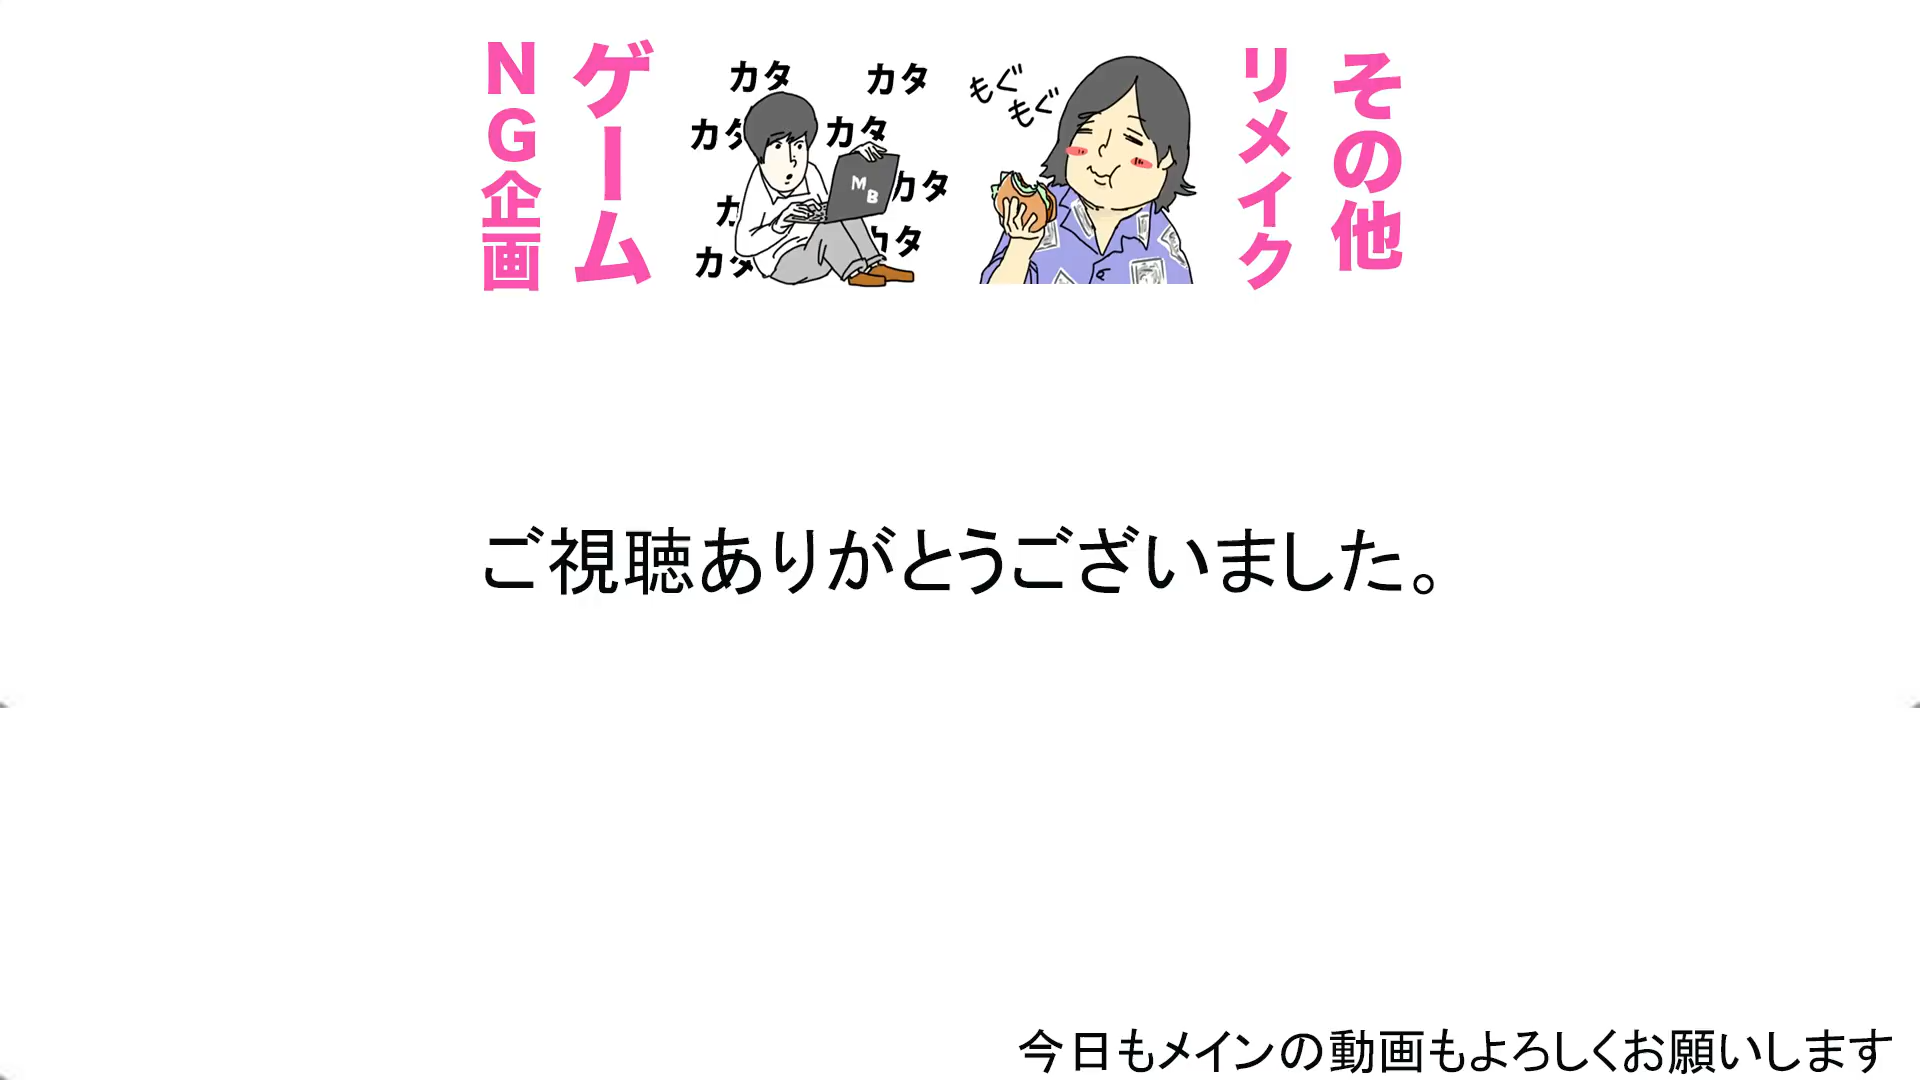 ゲーム
NG企画
カタ
カタ
カタ
カタ
カタ
カタ
カタ
カタ
MB
もぐ
もぐ
その他
リメイク
ご視聴ありがとうございました。
今日もメインの動画もよろしくお願いします